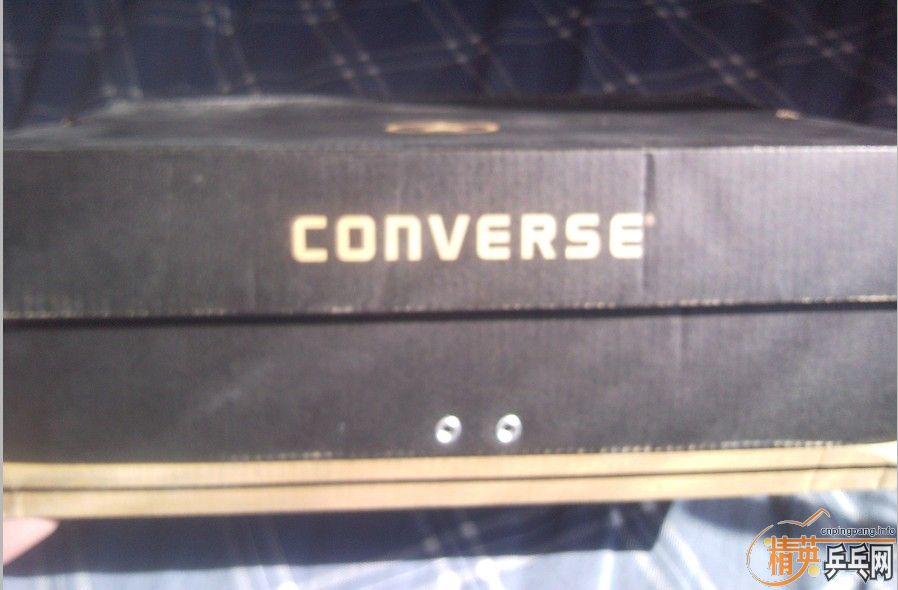 CONVERSE
cnpingpang.info
精英乒乓网